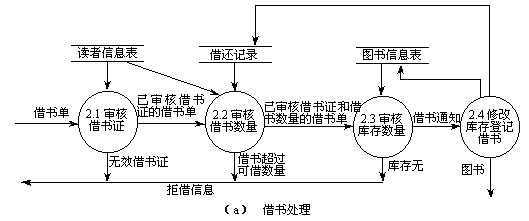 读者信息表
借还记录
图书信息表
借书单
2.1 审核
借书证
已审核借书
证的借书单
2.2 审核
借书数量
已审核借书证和借
书数量的借书单
2.3 审核
库存数量
借书通知
2.4 修改
库存登记
借书
无效借书证
借书超过
可借数量
库存无
图书
拒借信息
(a) 借书处理